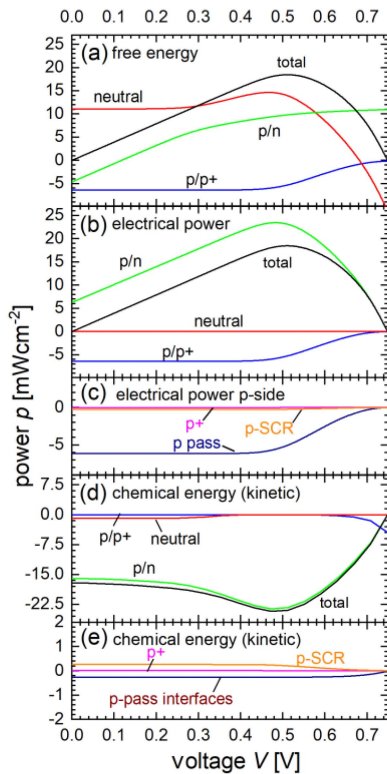 (a) free energy
total
neutral
p/n
p/p+
25
20
15
10
5
0
-5
0.0 0.1 0.2 0.3 0.4 0.5 0.6 0.7
(b) electrical power
p/n
total
neutral
p/p+
25
20
15
10
5
0
-5
(c) electrical power p-side
p+
p-SCR
p pass
0
-5
(d) chemical energy (kinetic)
p/p+
neutral
p/n
total
7.5
0.0
-7.5
-15.0
-22.5
(e) chemical energy (kinetic)
p+
p-SCR
p-pass interfaces
2
1
0
-1
-2
0.0 0.1 0.2 0.3 0.4 0.5 0.6 0.7
voltage V [V]
power p [mWcm-2]